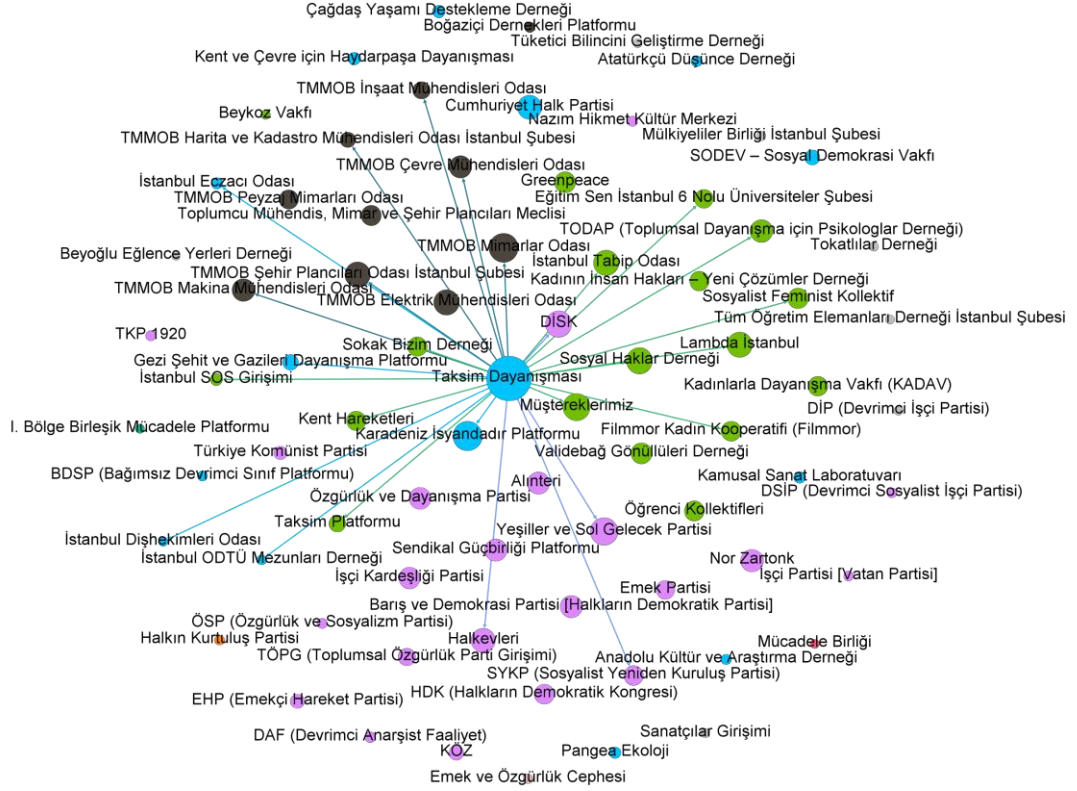 Çağdaş Yaşamı Destekleme Derneği
Boğaziçi Dernekleri Platformu
Tüketici Bilincini Geliştirme Derneği
Kent ve Çevre için Haydarpaşa Dayanışması
Atatürkçü Düşünce Derneği
TMMOB İnşaat Mühendisleri Odası
Cumhuriyet Halk Partisi
Beykoz Vakfı
Nazım Hikmet Kültür Merkezi
TMMOB Harita ve Kadastro Mühendisleri Odası İstanbul Şubesi
Mülkiyeliler Birliği İstanbul Şubesi
SODEV – Sosyal Demokrasi Vakfı
TMMOB Çevre Mühendisleri Odası
İstanbul Eczacı Odası
Greenpeace
TMMOB Peyzaj Mimarları Odası
Eğitim Sen İstanbul 6 Nolu Üniversiteler Şubesi
Toplumcu Mühendis, Mimar ve Şehir Plancıları Meclisi
TODAP (Toplumsal Dayanışma için Psikologlar Derneği)
TMMOB Mimarlar Odası
Tokatlılar Derneği
Beyoğlu Eğlence Yerleri Derneği
İstanbul Tabip Odası
TMMOB Şehir Plancıları Odası İstanbul Şubesi
Kadının İnsan Hakları – Yeni Çözümler Derneği
TMMOB Makina Mühendisleri Odası
TMMOB Elektrik Mühendisleri Odası
Sosyalist Feminist Kollektif
DİSK
Tüm Öğretim Elemanları Derneği İstanbul Şubesi
TKP 1920
Sokak Bizim Derneği
Lambda İstanbul
Gezi Şehit ve Gazileri Dayanışma Platformu
Sosyal Haklar Derneği
İstanbul SOS Girişimi
Taksim Dayanışması
Kadınlarla Dayanışma Vakfı (KADAV)
Müştereklerimiz
DİP (Devrimci İşçi Partisi)
Kent Hareketleri
I. Bölge Birleşik Mücadele Platformu
Karadeniz İsyandadır Platformu
Filmmor Kadın Kooperatifi (Filmmor)
Türkiye Komünist Partisi
Validebağ Gönüllüleri Derneği
BDSP (Bağımsız Devrimci Sınıf Platformu)
Alınteri
Kamusal Sanat Laboratuvarı
DSİP (Devrimci Sosyalist İşçi Partisi)
Özgürlük ve Dayanışma Partisi
Öğrenci Kollektifleri
Taksim Platformu
Yeşiller ve Sol Gelecek Partisi
İstanbul Dişhekimleri Odası
Sendikal Güçbirliği Platformu
İstanbul ODTÜ Mezunları Derneği
Nor Zartonk
İşçi Partisi [Vatan Partisi]
İşçi Kardeşliği Partisi
Emek Partisi
Barış ve Demokrasi Partisi [Halkların Demokratik Partisi]
ÖSP (Özgürlük ve Sosyalizm Partisi)
Halkın Kurtuluş Partisi
Halkevleri
Mücadele Birliği
TÖPG (Toplumsal Özgürlük Parti Girişimi)
Anadolu Kültür ve Araştırma Derneği
SYKP (Sosyalist Yeniden Kuruluş Partisi)
HDK (Halkların Demokratik Kongresi)
EHP (Emekçi Hareket Partisi)
DAF (Devrimci Anarşist Faaliyet)
Sanatçılar Girişimi
KÖZ
Pangea Ekoloji
Emek ve Özgürlük Cephesi